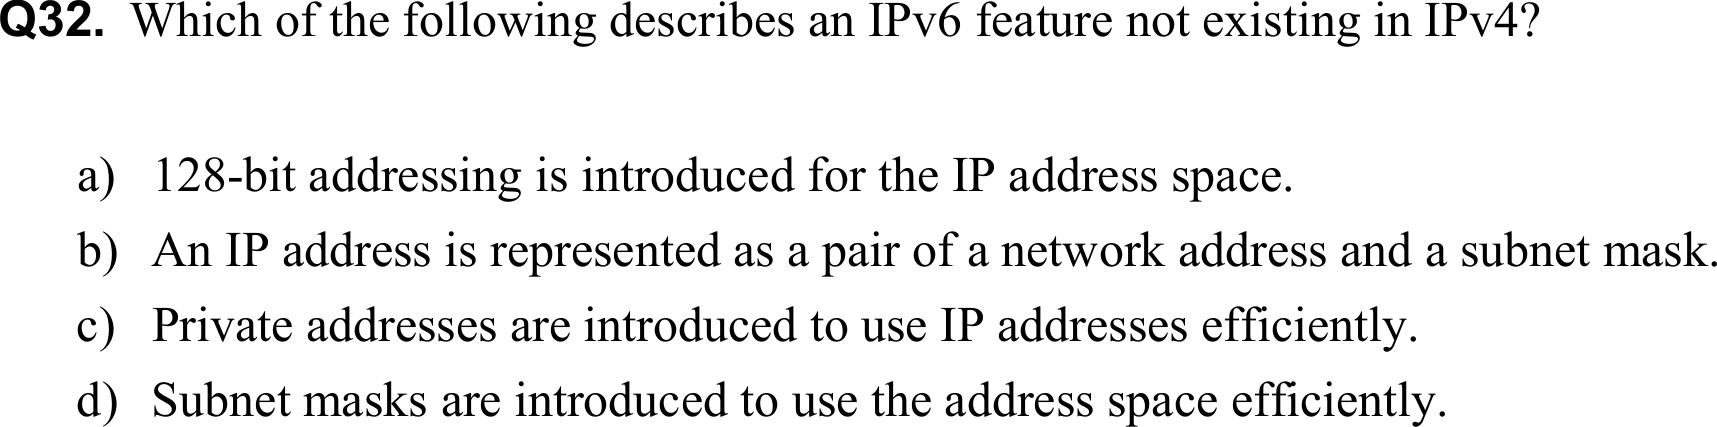 Q32. Which of the following describes an IPv6 feature not existing in IPv4?
a) 128-bit addressing is introduced for the IP address space.
b) An IP address is represented as a pair of a network address and a subnet mask.
c) Private addresses are introduced to use IP addresses efficiently.
d) Subnet masks are introduced to use the address space efficiently.